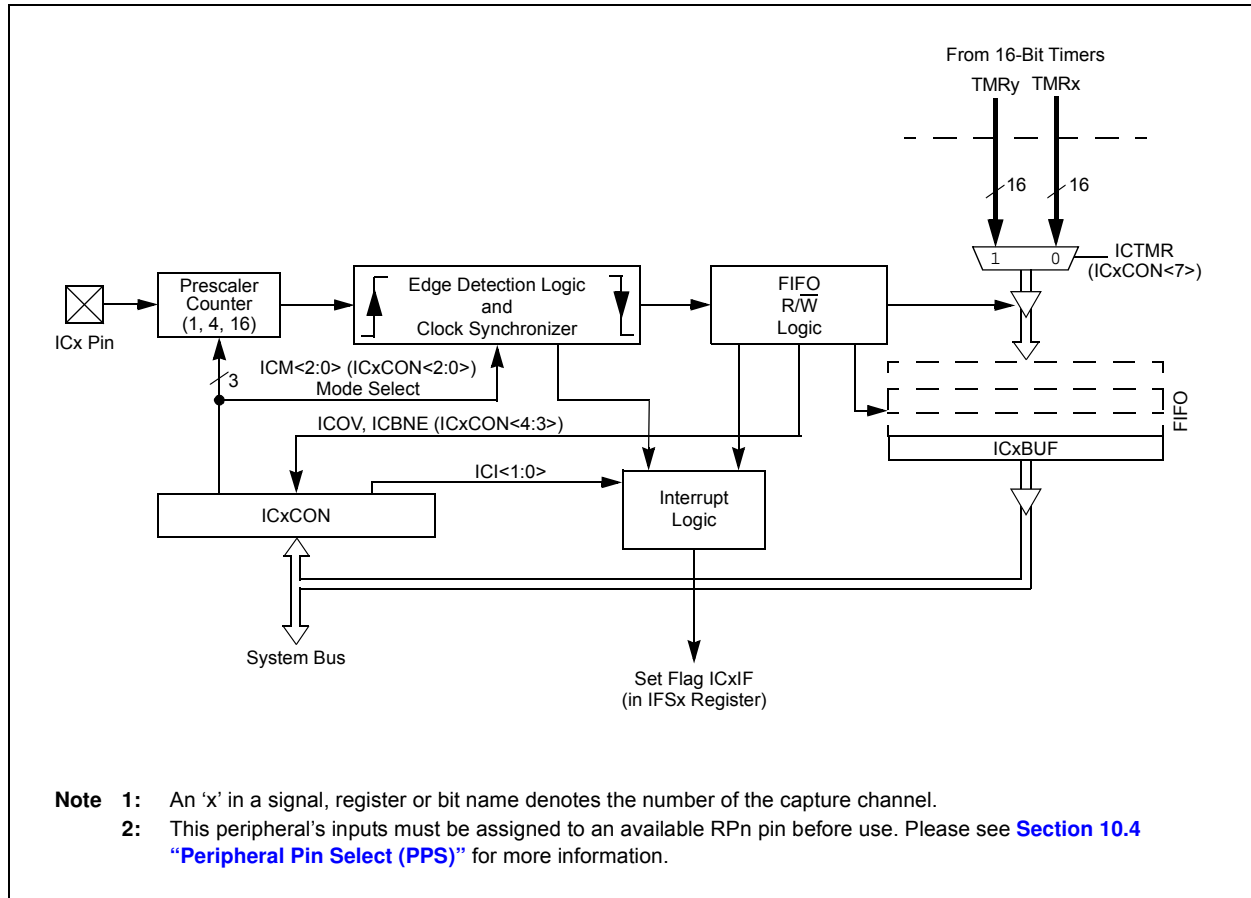 From 16-Bit Timers
TMRy TMRx
16 16
1 0
ICTMR
(ICxCON<7>)
Prescaler
Counter
(1, 4, 16)
Edge Detection Logic
and
Clock Synchronizer
FIFO
R/W̅
Logic
ICx Pin
3
ICM<2:0> (ICxCON<2:0>)
Mode Select
FIFO
ICOV, ICBNE (ICxCON<4:3>)
ICxBUF
ICI<1:0>
Interrupt
Logic
ICxCON
System Bus
Set Flag ICxIF
(in IFSx Register)
Note 1: An ‘x’ in a signal, register or bit name denotes the number of the capture channel.
2: This peripheral’s inputs must be assigned to an available RPn pin before use. Please see Section 10.4
“Peripheral Pin Select (PPS)” for more information.